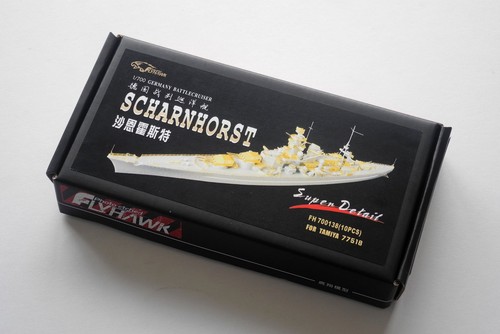 1/700 GERMANY BATTLECRUISER
德国战列巡洋舰
SCHARNHORST
沙恩霍斯特
Super Detail
FH 700138(10PCS)
FOR TAMIYA 77518
FLYHAWK